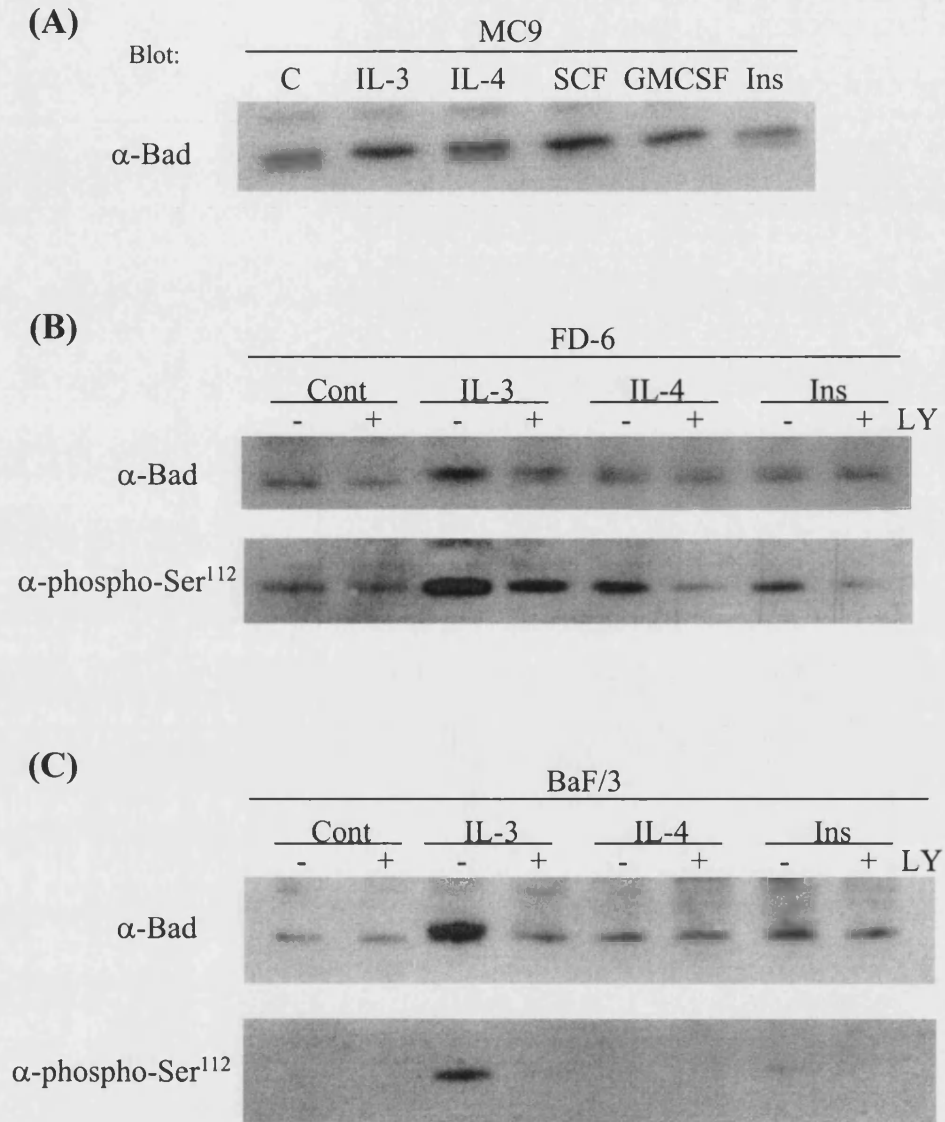 (A)
MC9
Blot:
C IL-3 IL-4 SCF GMCSF Ins
α-Bad
(B)
FD-6
Cont IL-3 IL-4 Ins
- + - + - + - + LY
α-Bad
α-phospho-Ser¹¹²
(C)
BaF/3
Cont IL-3 IL-4 Ins
- + - + - + - + LY
α-Bad
α-phospho-Ser¹¹²